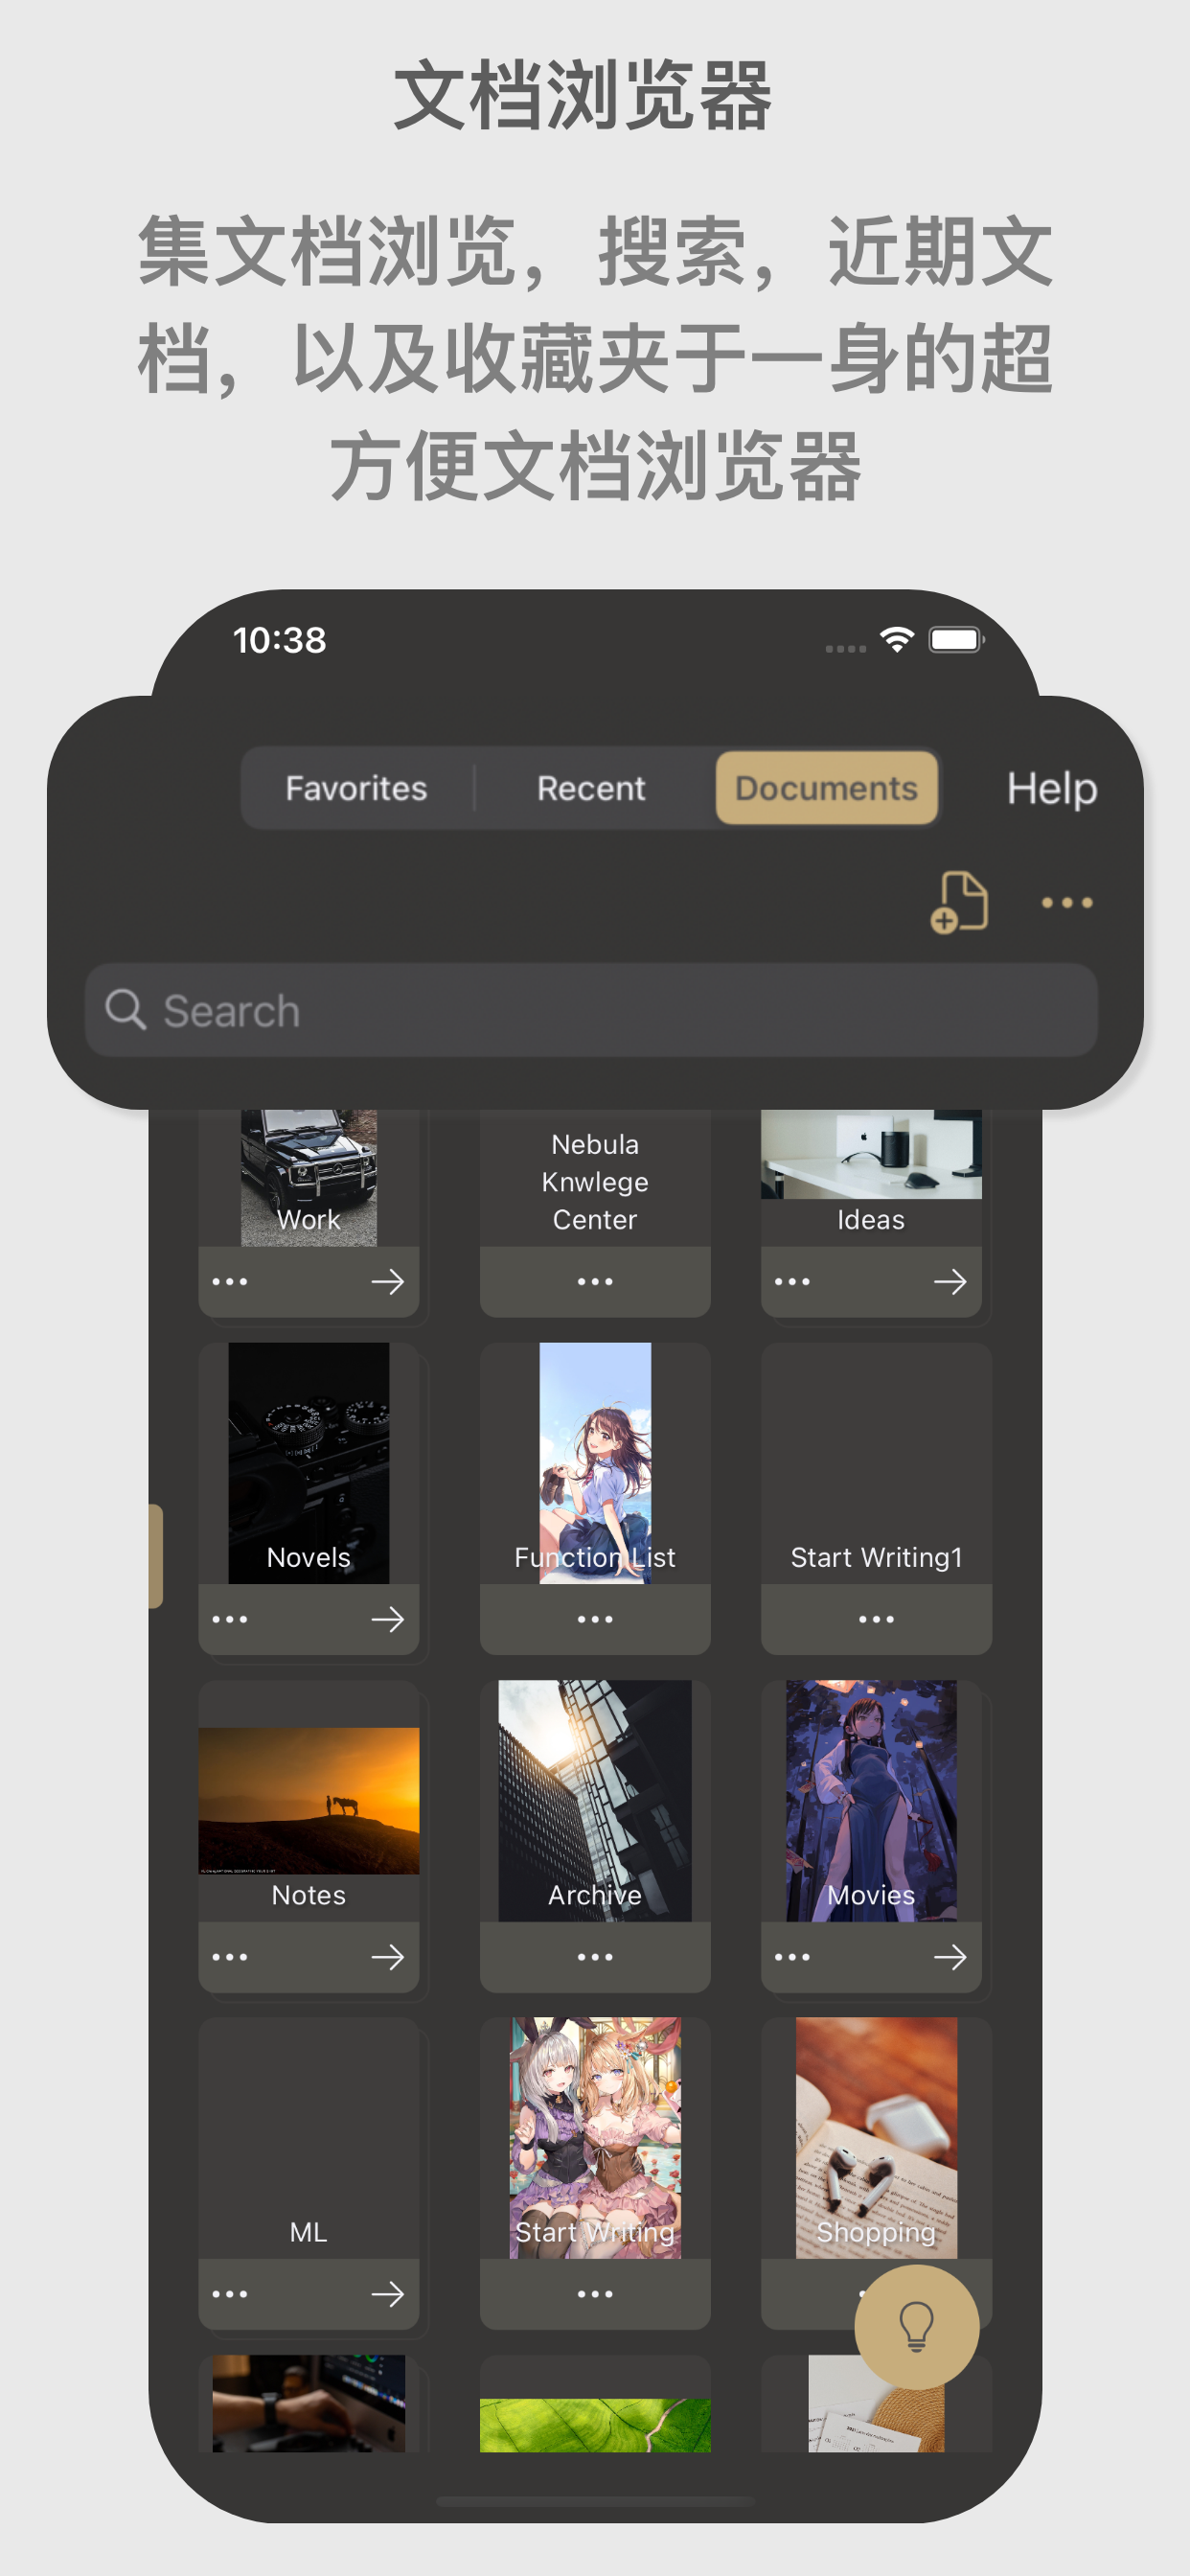 文档浏览器
集文档浏览，搜索，近期文
档，以及收藏夹于一身的超
方便文档浏览器
10:38
Favorites Recent Documents Help
Search
Work
Nebula
Knwlege
Center
Ideas
Novels
Function List
Start Writing1
Notes
Archive
Movies
ML
Start Writing
Shopping